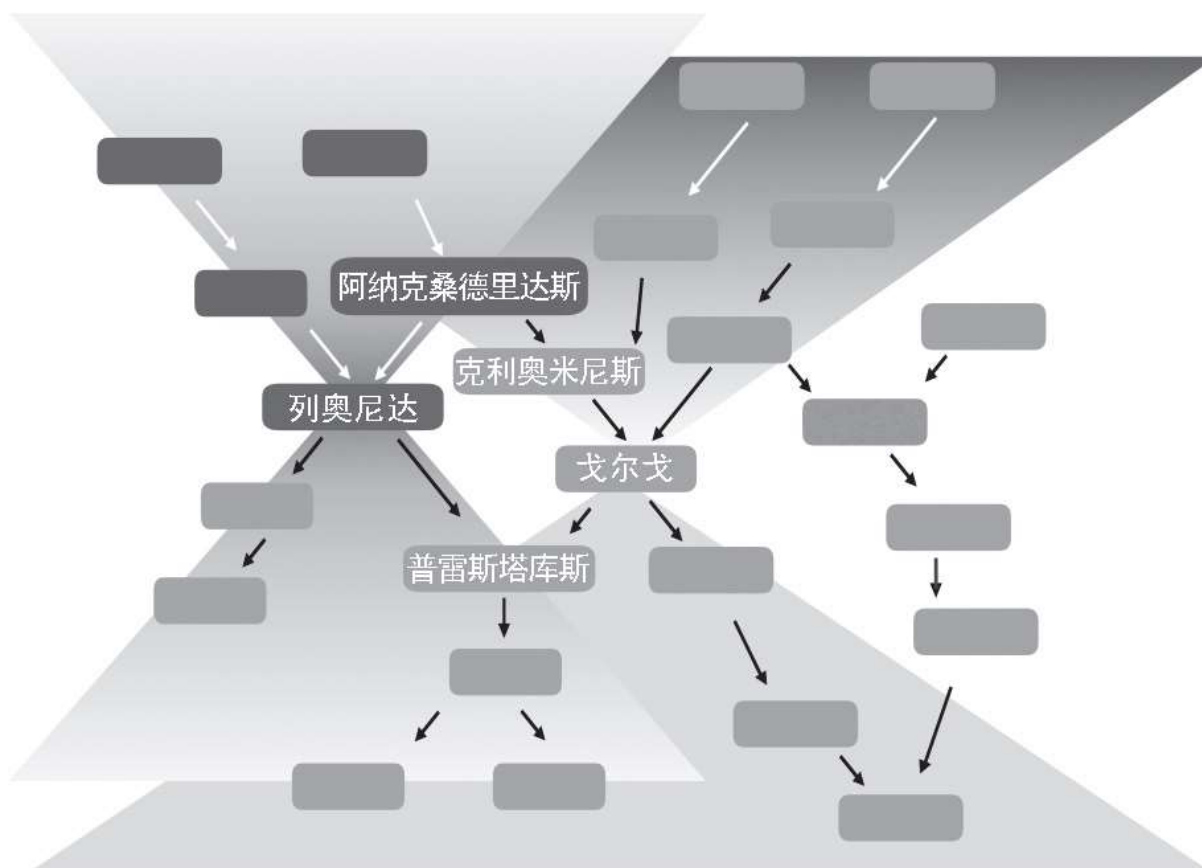 阿纳克桑德里达斯
克利奥米尼斯
列奥尼达
戈尔戈
普雷斯塔库斯